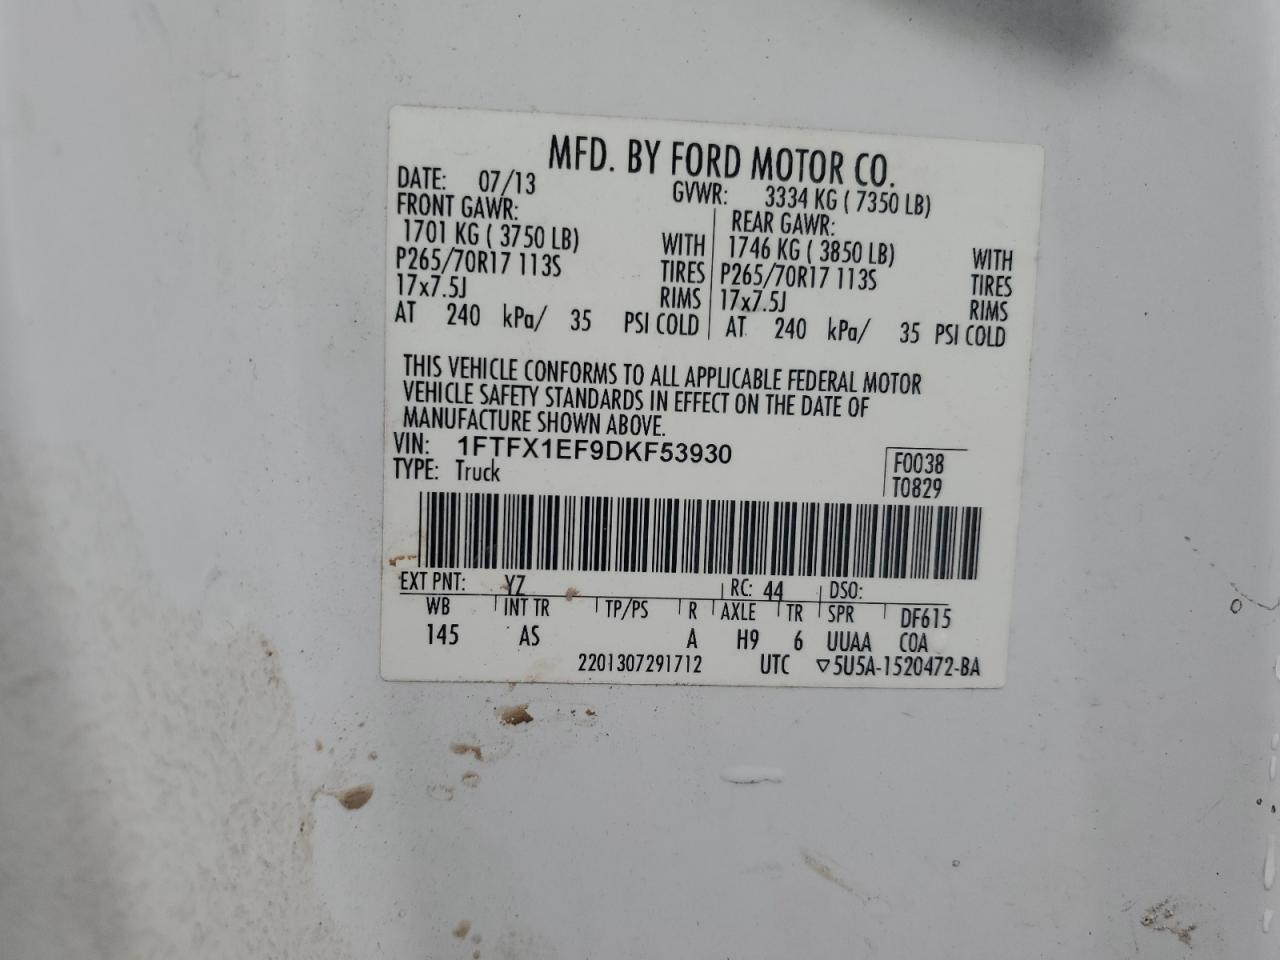 MFD. BY FORD MOTOR CO.
DATE: 07/13 GVWR: 3334 KG ( 7350 LB)
FRONT GAWR: REAR GAWR:
1701 KG ( 3750 LB) WITH 1746 KG ( 3850 LB) WITH
P265/70R17 113S TIRES P265/70R17 113S TIRES
17x7.5J RIMS 17x7.5J RIMS
AT 240 kPa/ 35 PSI COLD AT 240 kPa/ 35 PSI COLD
THIS VEHICLE CONFORMS TO ALL APPLICABLE FEDERAL MOTOR
VEHICLE SAFETY STANDARDS IN EFFECT ON THE DATE OF
MANUFACTURE SHOWN ABOVE.
VIN: 1FTFX1EF9DKF53930 F0038
TYPE: Truck T0829
EXT PNT: YZ RC: 44 DSO:
WB INT TR TP/PS R AXLE TR SPR DF615
145 AS A H9 6 UUAA COA
2201307291712 UTC ▽5U5A-1520472-BA